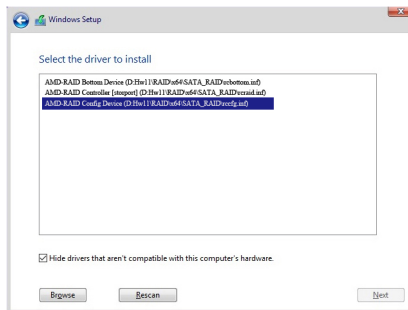 Windows Setup
Select the driver to install
AMD-RAID Bottom Device (D:Hw11\RAID\x64\SATA_RAID\rcbottom.inf)
AMD-RAID Controller [storport] (D:Hw11\RAID\x64\SATA_RAID\rcraid.inf)
AMD-RAID Config Device (D:Hw11\RAID\x64\SATA_RAID\rccfg.inf)
Hide drivers that aren't compatible with this computer's hardware.
Browse Rescan Next